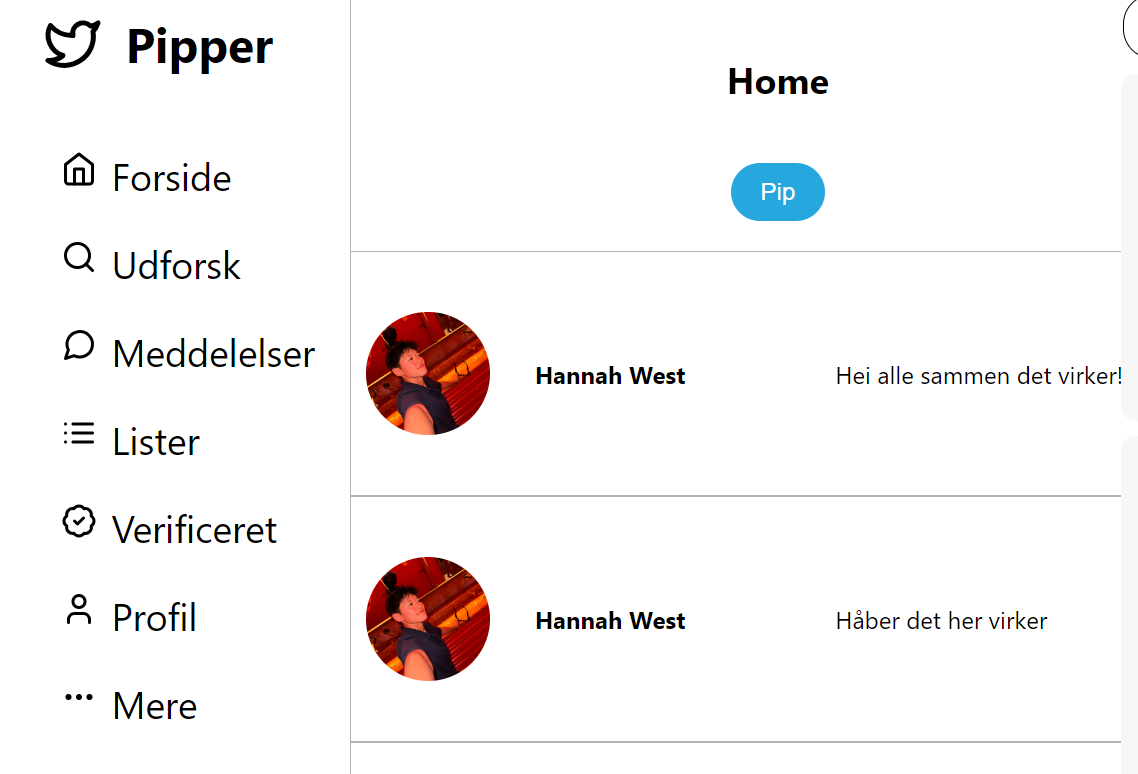 Pipper
Forside
Udforsk
Meddelelser
Lister
Verificeret
Profil
Mere
Home
Pip
Hannah West
Hei alle sammen det virker!
Hannah West
Håber det her virker